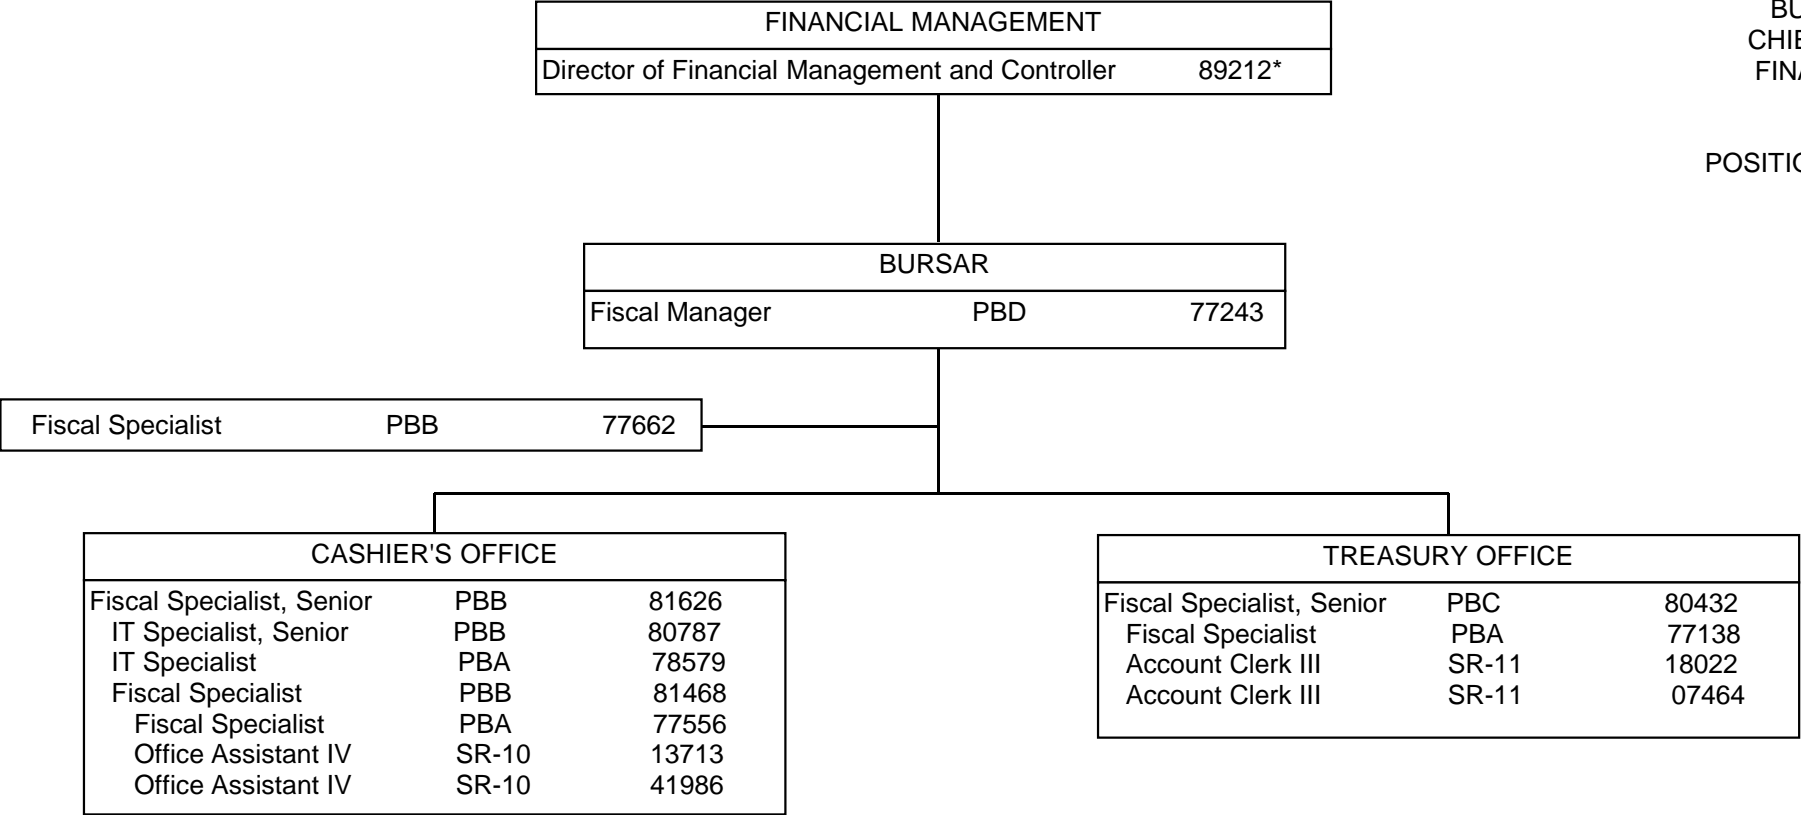 FINANCIAL MANAGEMENT
Director of Financial Management and Controller 89212*
BURSAR
Fiscal Manager PBD 77243
Fiscal Specialist PBB 77662
CASHIER'S OFFICE
Fiscal Specialist, Senior PBB 81626
IT Specialist, Senior PBB 80787
IT Specialist PBA 78579
Fiscal Specialist PBB 81468
Fiscal Specialist PBA 77556
Office Assistant IV SR-10 13713
Office Assistant IV SR-10 41986
TREASURY OFFICE
Fiscal Specialist, Senior PBC 80432
Fiscal Specialist PBA 77138
Account Clerk III SR-11 18022
Account Clerk III SR-11 07464